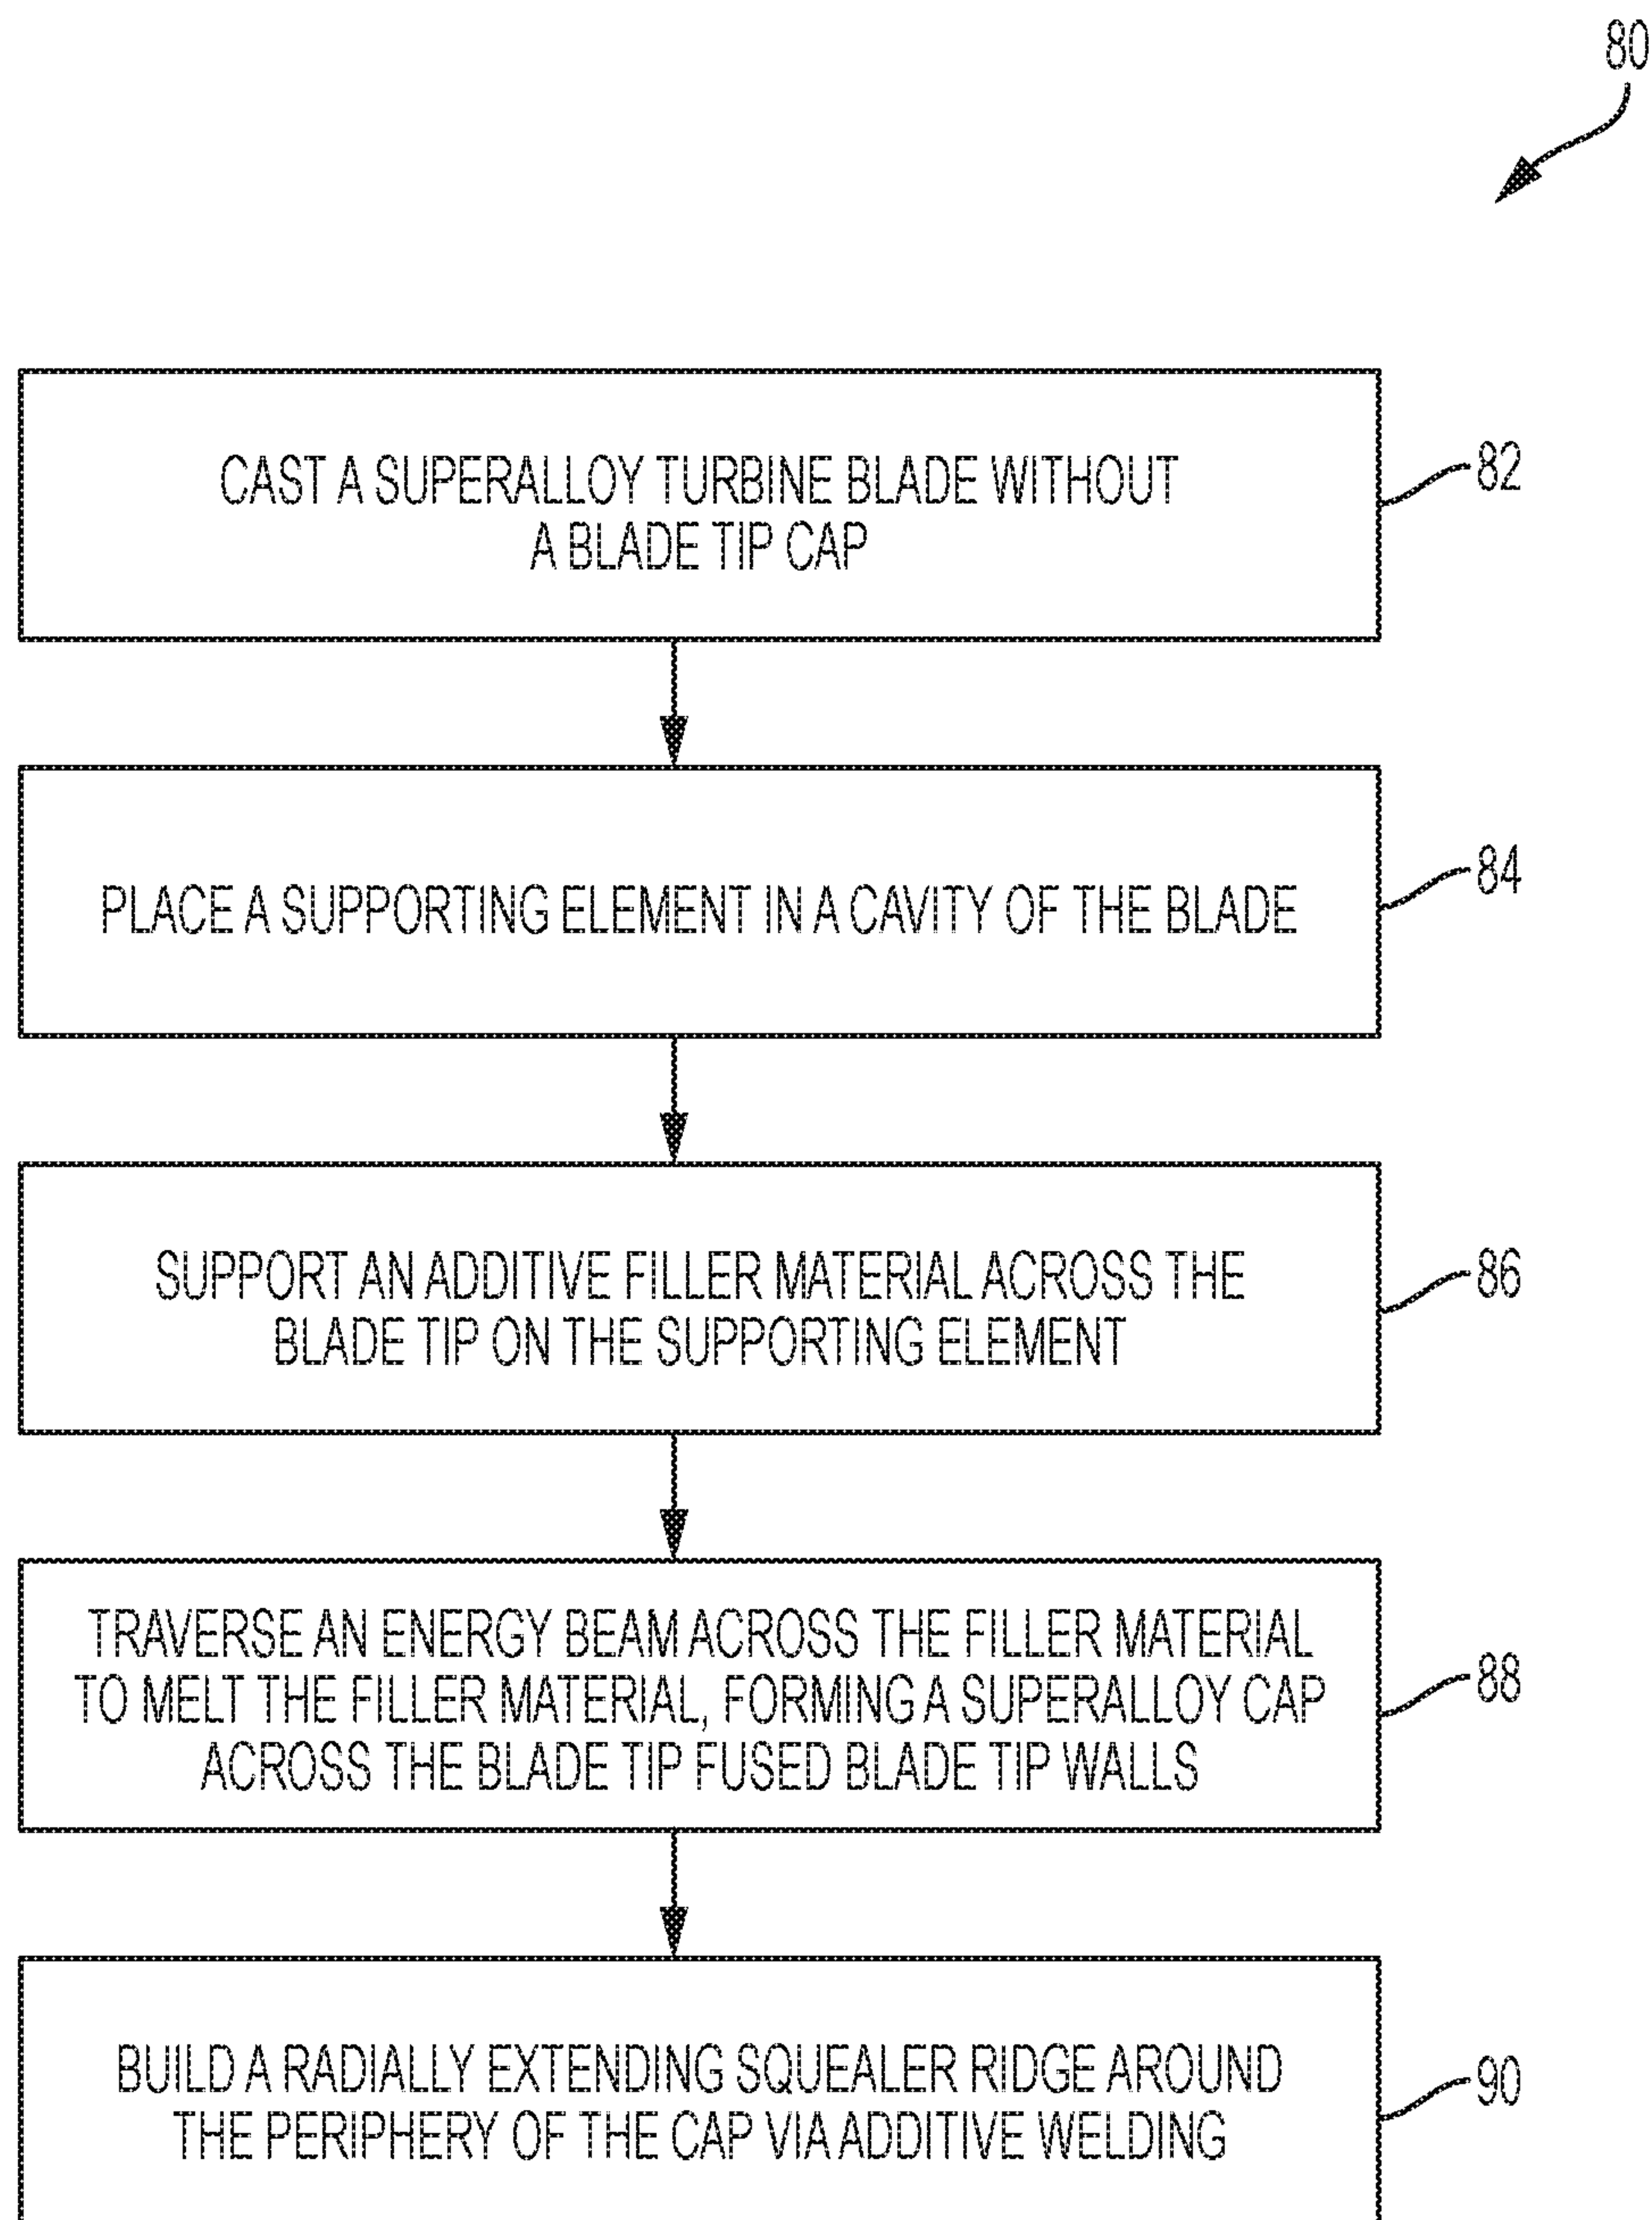 80
CAST A SUPERALLOY TURBINE BLADE WITHOUT
A BLADE TIP CAP
82
PLACE A SUPPORTING ELEMENT IN A CAVITY OF THE BLADE
84
SUPPORT AN ADDITIVE FILLER MATERIAL ACROSS THE
BLADE TIP ON THE SUPPORTING ELEMENT
86
TRAVERSE AN ENERGY BEAM ACROSS THE FILLER MATERIAL
TO MELT THE FILLER MATERIAL, FORMING A SUPERALLOY CAP
ACROSS THE BLADE TIP FUSED BLADE TIP WALLS
88
BUILD A RADIALLY EXTENDING SQUEALER RIDGE AROUND
THE PERIPHERY OF THE CAP VIA ADDITIVE WELDING
90